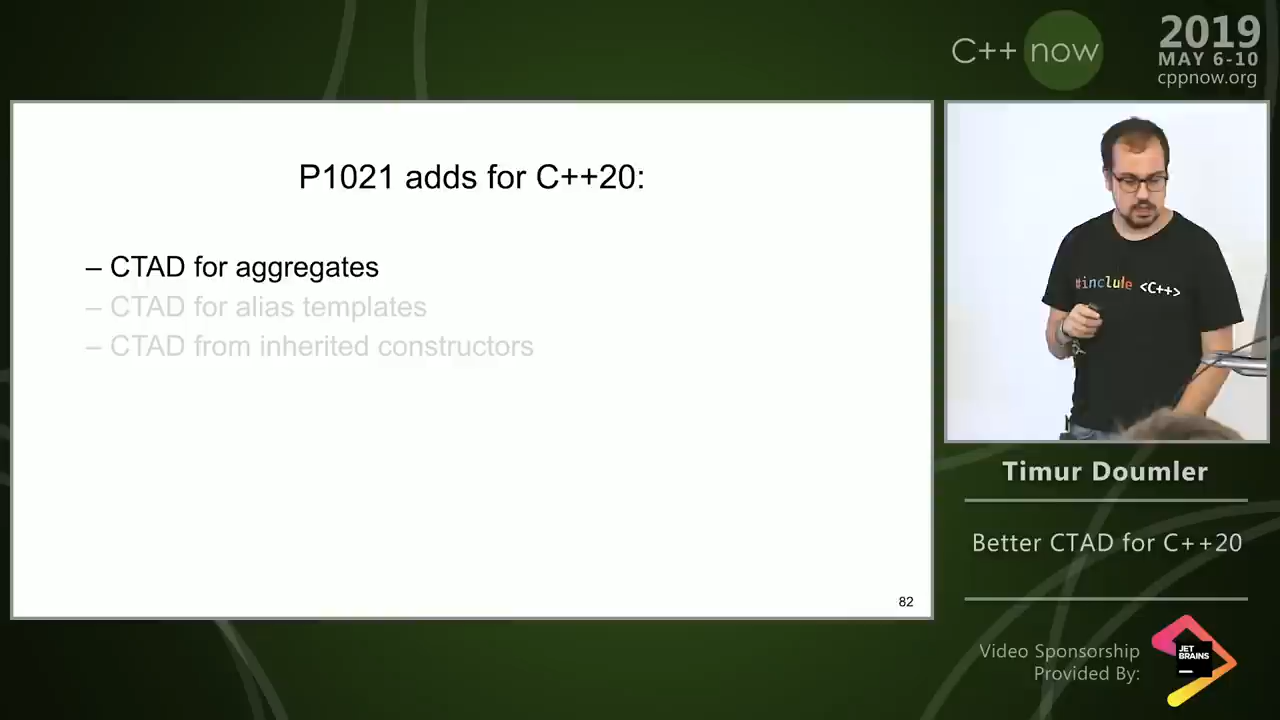 C++ now
2019
MAY 6-10
cppnow.org
P1021 adds for C++20:
– CTAD for aggregates
– CTAD for alias templates
– CTAD from inherited constructors
82
#include <C++>
Timur Doumler
Better CTAD for C++20
Video Sponsorship
Provided By:
JET
BRAINS